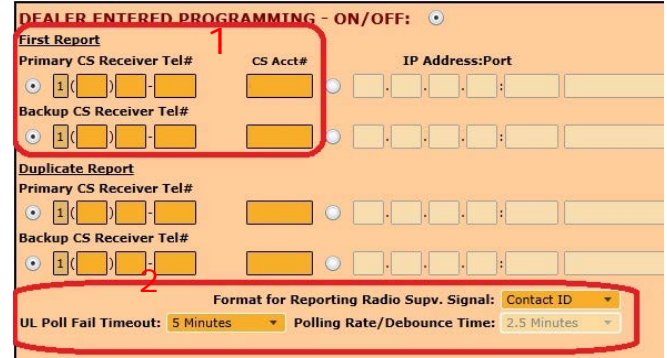 DEALER ENTERED PROGRAMMING - ON/OFF:
1
First Report
Primary CS Receiver Tel# CS Acct# IP Address:Port
1 ( ) - . . . :
Backup CS Receiver Tel#
1 ( ) - . . . :
Duplicate Report
Primary CS Receiver Tel#
1 ( ) - . . . :
Backup CS Receiver Tel#
1 ( ) - . . . :
2
Format for Reporting Radio Supv. Signal: Contact ID
UL Poll Fail Timeout: 5 Minutes Polling Rate/Debounce Time: 2.5 Minutes